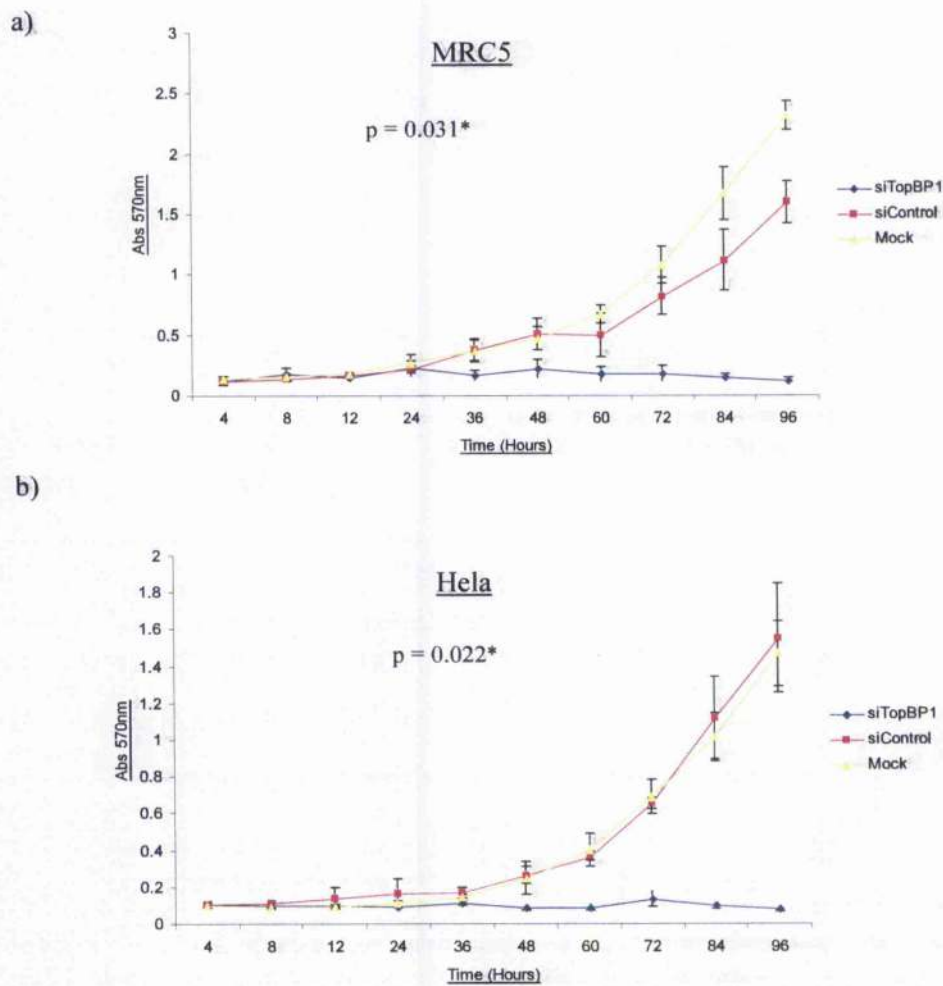 a)
MRC5
p = 0.031*
Abs 570nm
3
2.5
2
1.5
1
0.5
0
4 8 12 24 36 48 60 72 84 96
Time (Hours)
siTopBP1
siControl
Mock
b)
Hela
p = 0.022*
Abs 570nm
2
1.8
1.6
1.4
1.2
1
0.8
0.6
0.4
0.2
0
4 8 12 24 36 48 60 72 84 96
Time (Hours)
siTopBP1
siControl
Mock